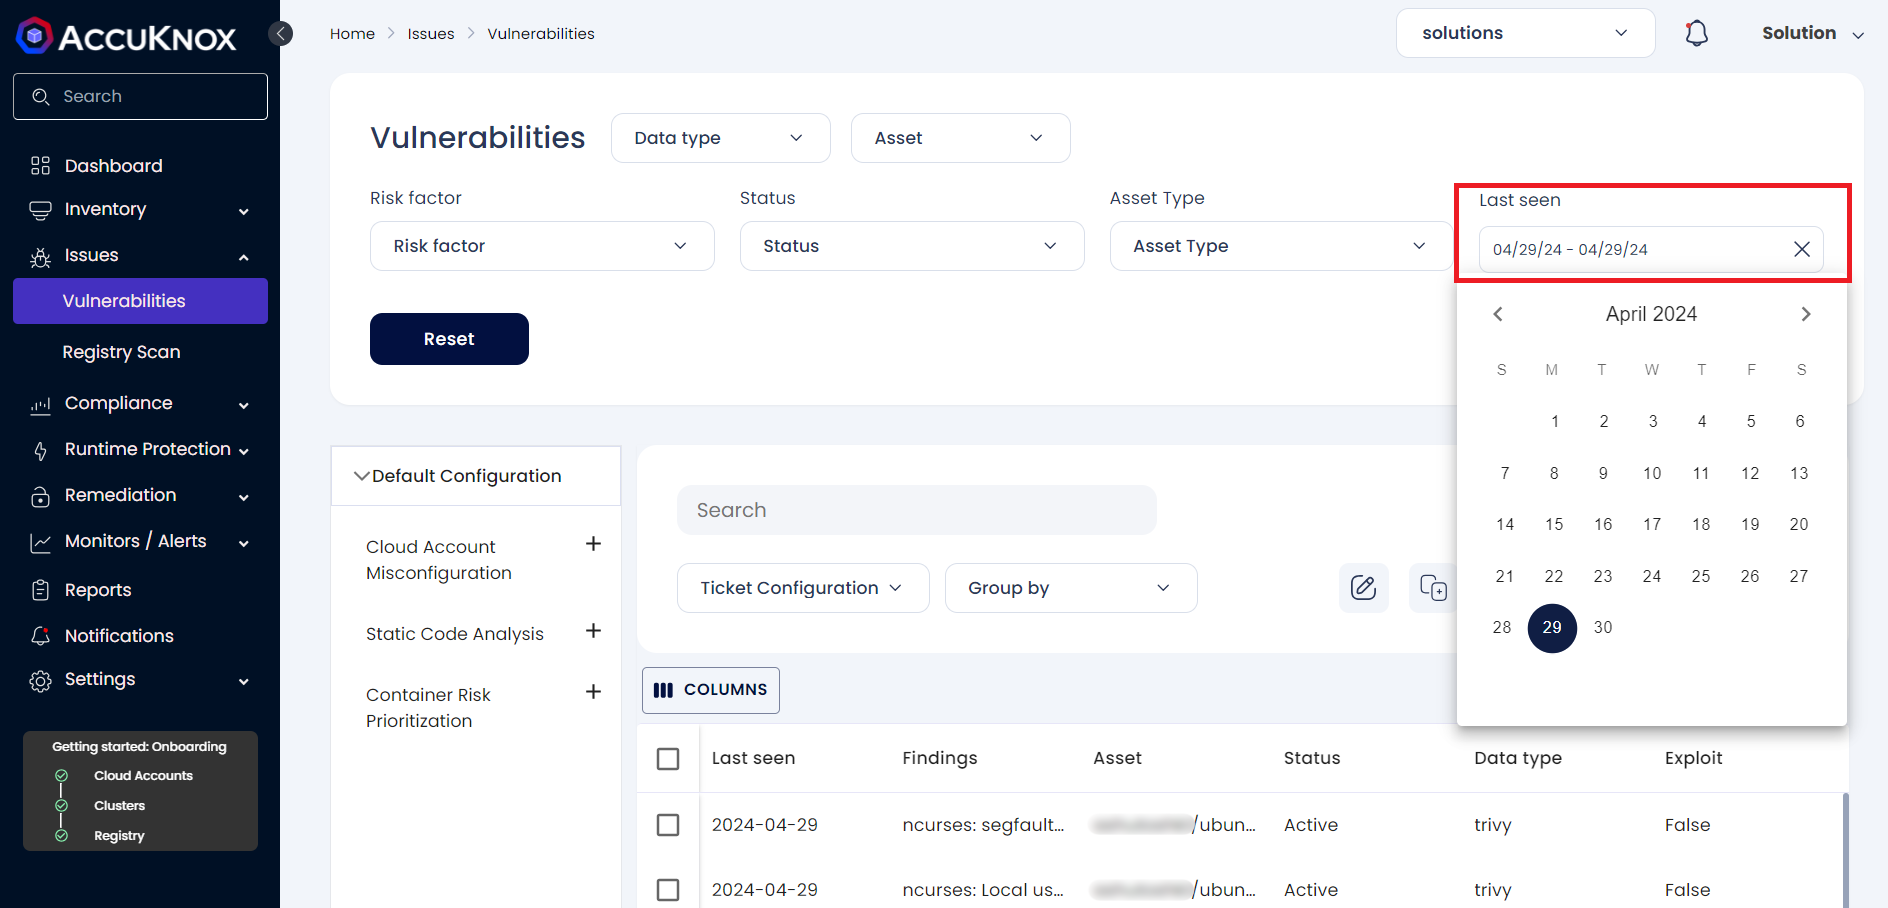 ACCUKNOX
Search
Dashboard
Inventory
Issues
Vulnerabilities
Registry Scan
Compliance
Runtime Protection
Remediation
Monitors / Alerts
Reports
Notifications
Settings
Getting started: Onboarding
Cloud Accounts
Clusters
Registry
Home
Issues
Vulnerabilities
solutions
Solution
Vulnerabilities
Data type
Asset
Risk factor
Status
Asset Type
Last seen
Risk factor
Status
Asset Type
04/29/24 - 04/29/24
Reset
April 2024
S M T W T F S
1 2 3 4 5 6
7 8 9 10 11 12 13
14 15 16 17 18 19 20
21 22 23 24 25 26 27
28 29 30
Default Configuration
Cloud Account
Misconfiguration
Static Code Analysis
Container Risk
Prioritization
Search
Ticket Configuration
Group by
COLUMNS
Last seen Findings Asset Status Data type Exploit
2024-04-29 ncurses: segfault... /ubun... Active trivy False
2024-04-29 ncurses: Local us... /ubun... Active trivy False